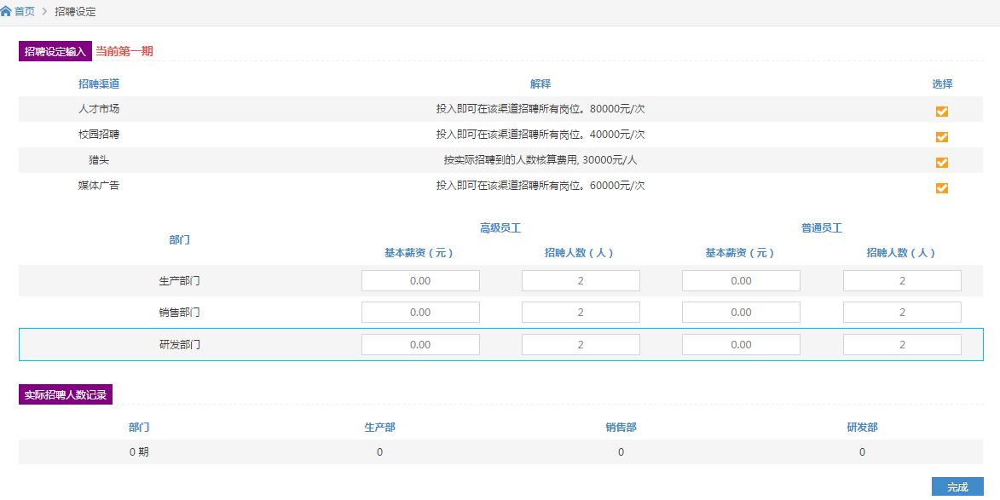 首页 > 招聘设定
招聘设定输入 当前第一期
招聘渠道 解释 选择
人才市场 投入即可在该渠道招聘所有岗位。80000元/次
校园招聘 投入即可在该渠道招聘所有岗位。40000元/次
猎头 按实际招聘到的人数核算费用, 30000元/人
媒体广告 投入即可在该渠道招聘所有岗位。60000元/次
部门 高级员工 普通员工
基本薪资（元） 招聘人数（人） 基本薪资（元） 招聘人数（人）
生产部门 0.00 2 0.00 2
销售部门 0.00 2 0.00 2
研发部门 0.00 2 0.00 2
实际招聘人数记录
部门 生产部 销售部 研发部
0 期 0 0 0
完成